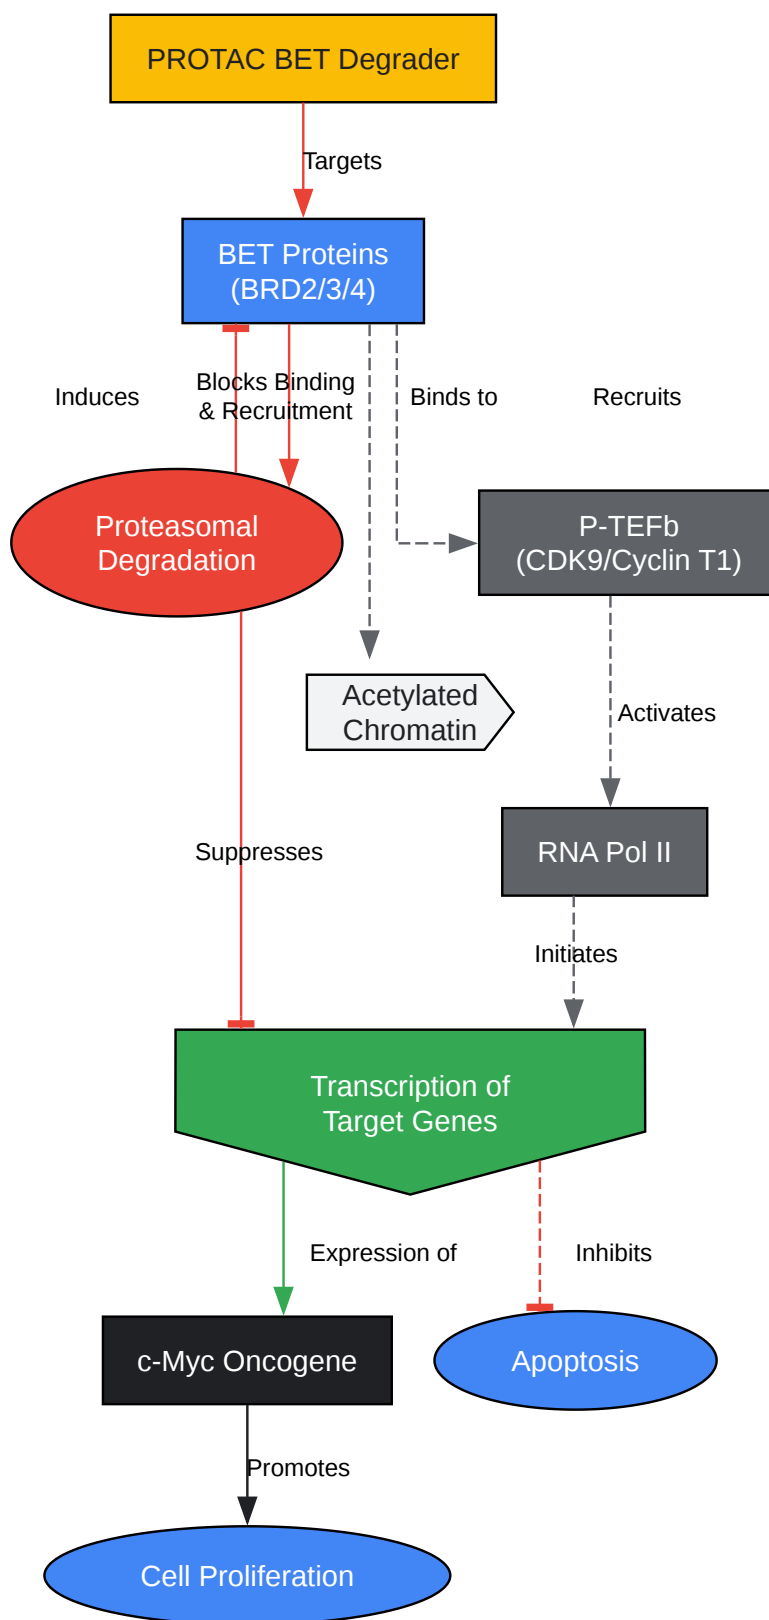 PROTAC BET Degrader
Targets
BET Proteins
(BRD2/3/4)
Induces
Blocks Binding
& Recruitment
Binds to
Recruits
Proteasomal
Degradation
P-TEFb
(CDK9/Cyclin T1)
Acetylated
Chromatin
Activates
Suppresses
RNA Pol II
Initiates
Transcription of
Target Genes
Expression of
Inhibits
c-Myc Oncogene
Apoptosis
Promotes
Cell Proliferation